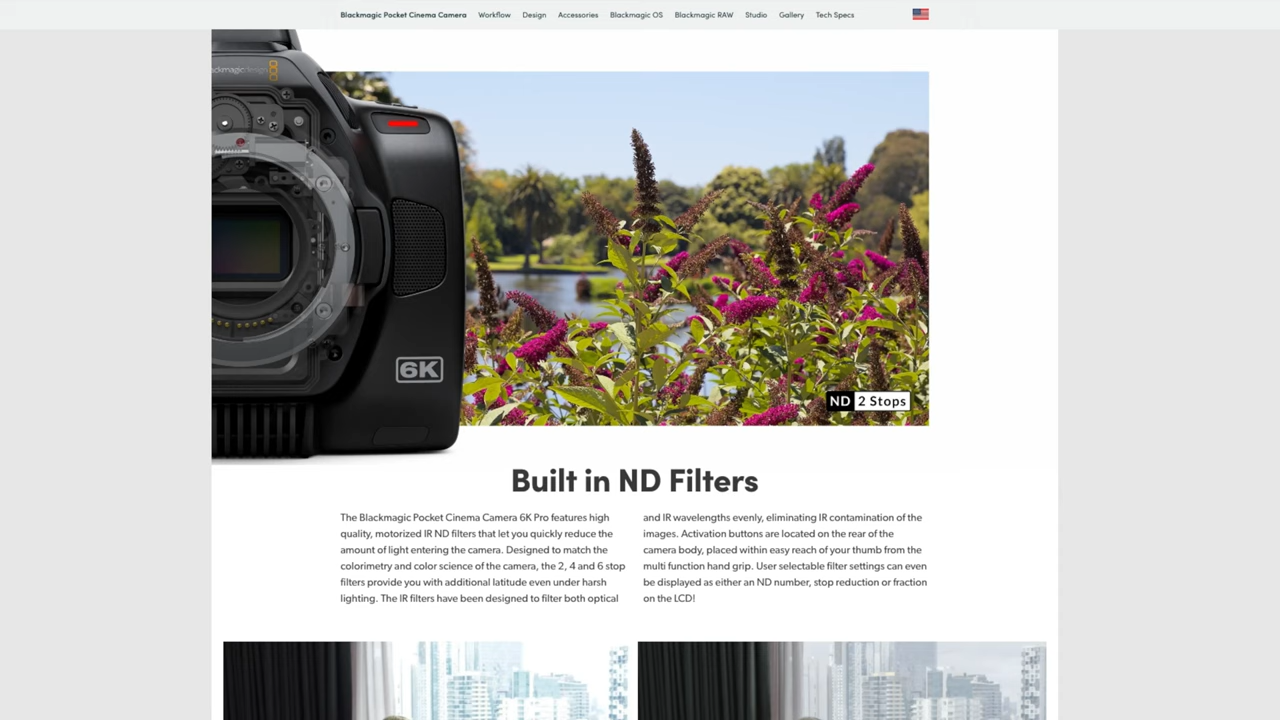 Blackmagic Pocket Cinema Camera Workflow Design Accessories Blackmagic OS Blackmagic RAW Studio Gallery Tech Specs
ackmagicdesign
6K
ND 2 Stops
Built in ND Filters
The Blackmagic Pocket Cinema Camera 6K Pro features high
quality, motorized IR ND filters that let you quickly reduce the
amount of light entering the camera. Designed to match the
colorimetry and color science of the camera, the 2, 4 and 6 stop
filters provide you with additional latitude even under harsh
lighting. The IR filters have been designed to filter both optical
and IR wavelengths evenly, eliminating IR contamination of the
images. Activation buttons are located on the rear of the
camera body, placed within easy reach of your thumb from the
multi function hand grip. User selectable filter settings can even
be displayed as either an ND number, stop reduction or fraction
on the LCD!